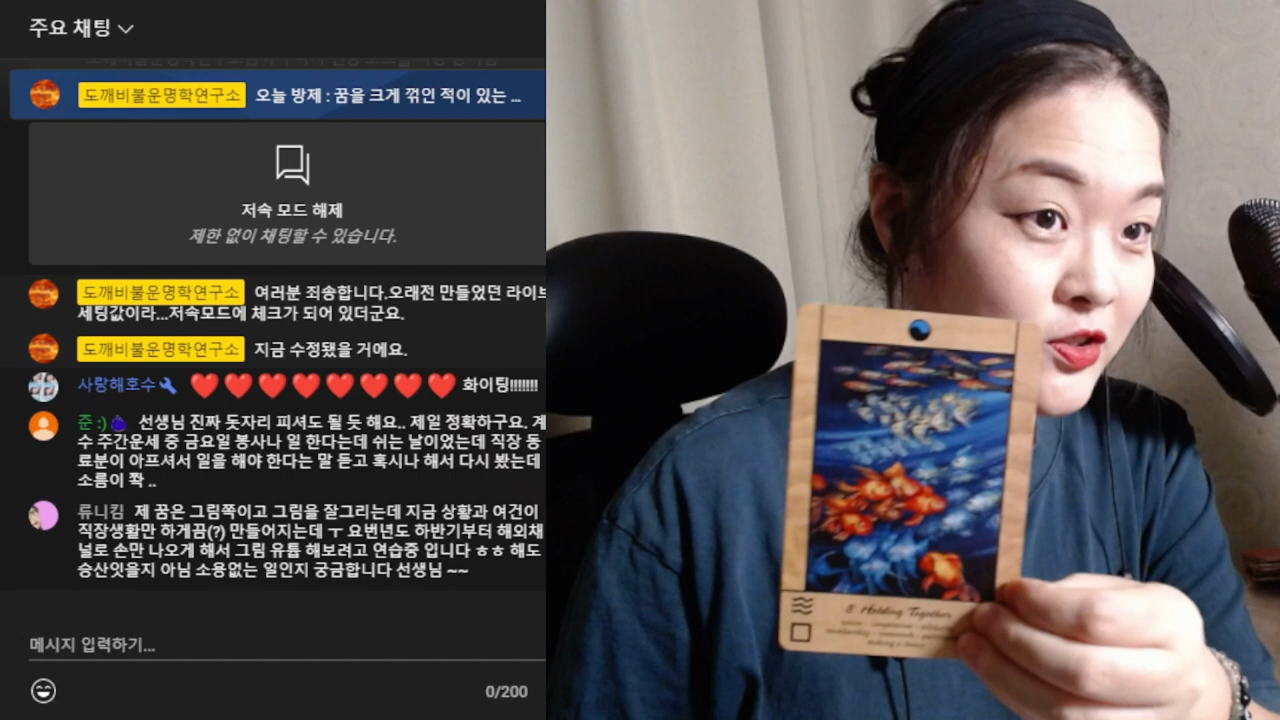 주요 채팅
도깨비불운명학연구소 오늘 방제 : 꿈을 크게 꺾인 적이 있는 ...
저속 모드 해제
제한 없이 채팅할 수 있습니다.
도깨비불운명학연구소 여러분 죄송합니다.오래전 만들었던 라이브
세팅값이라...저속모드에 체크가 되어 있더군요.
도깨비불운명학연구소 지금 수정됐을 거에요.
사랑해호수 ❤️❤️❤️❤️❤️❤️❤️❤️ 화이팅!!!!!!!
준 :) 선생님 진짜 돗자리 피셔도 될 듯 해요.. 제일 정확하구요. 계
수 주간운세 중 금요일 봉사나 일 한다는데 쉬는 날이었는데 직장 동
료분이 아프셔서 일을 해야 한다는 말 듣고 혹시나 해서 다시 봤는데
소름이 쫙 ..
류니킴 제 꿈은 그림쪽이고 그림을 잘그리는데 지금 상황과 여건이
직장생활만 하게끔(?) 만들어지는데 ㅜ 요번년도 하반기부터 해외채
널로 손만 나오게 해서 그림 유튭 해보려고 연습중 입니다 ㅎㅎ 해도
승산잇을지 아님 소용없는 일인지 궁금합니다 선생님 ~~
메시지 입력하기...
0/200
8 Holding Together